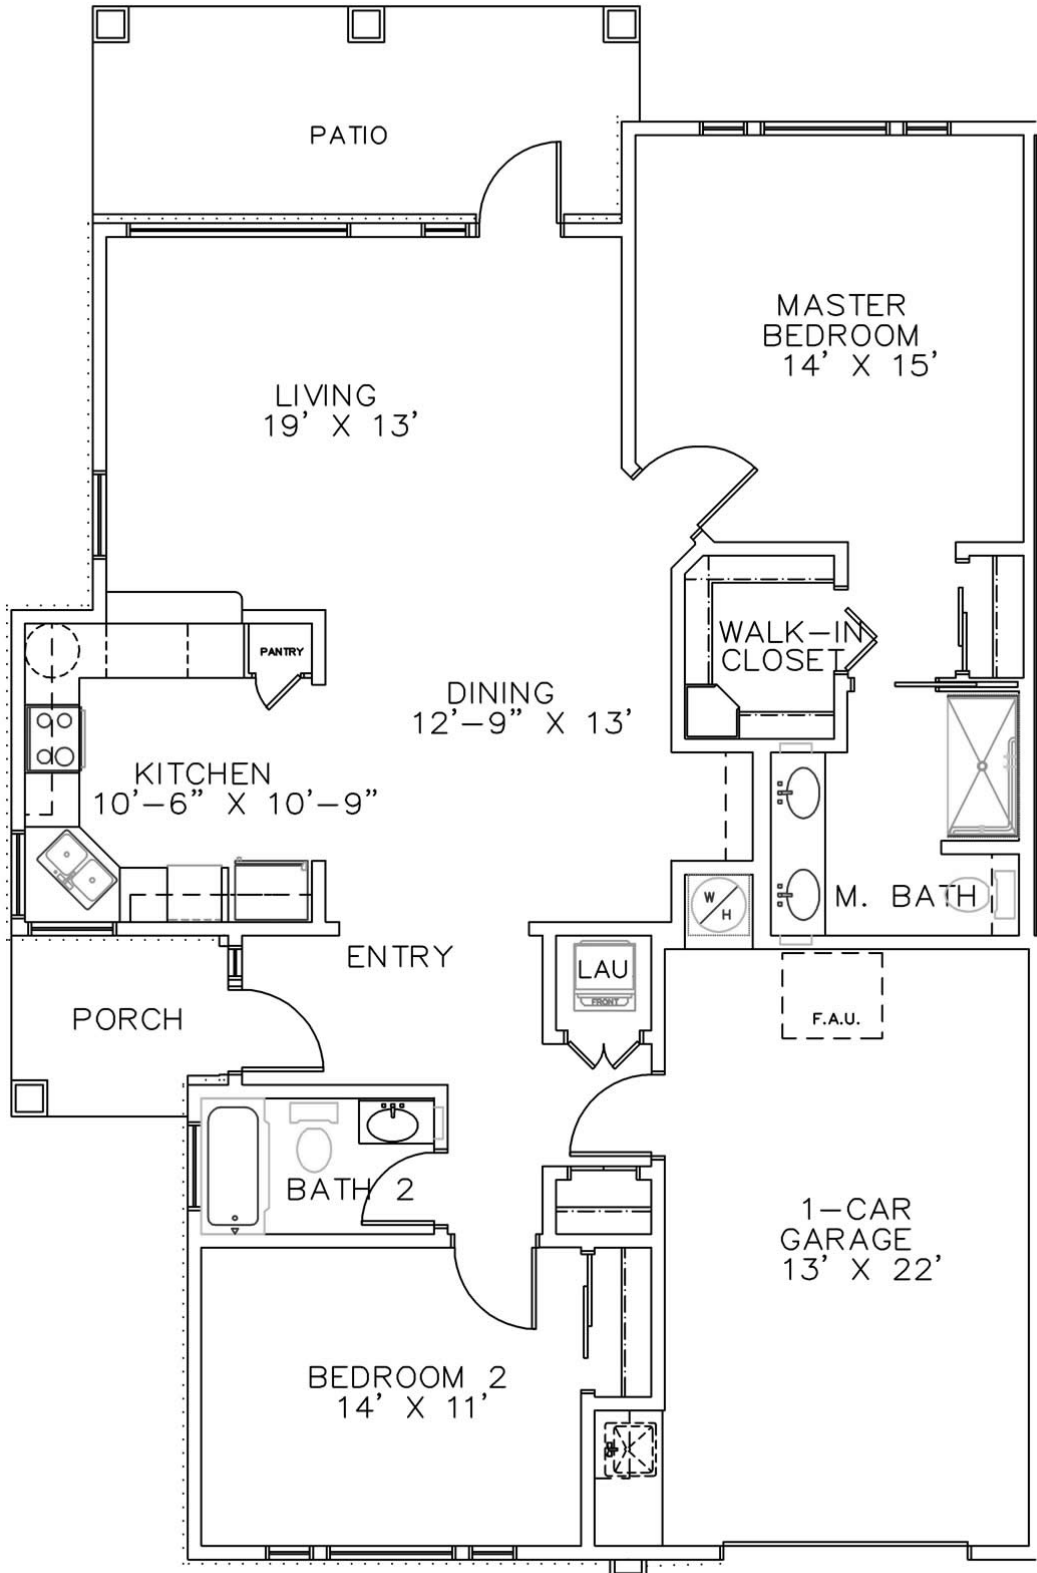 PATIO
MASTER
BEDROOM
14' X 15'
LIVING
19' X 13'
WALK-IN
CLOSET
PANTRY
DINING
12'-9" X 13'
KITCHEN
10'-6" X 10'-9"
M. BATH
W
H
ENTRY
LAU
FRONT
PORCH
F.A.U.
BATH 2
1-CAR
GARAGE
13' X 22'
BEDROOM 2
14' X 11'